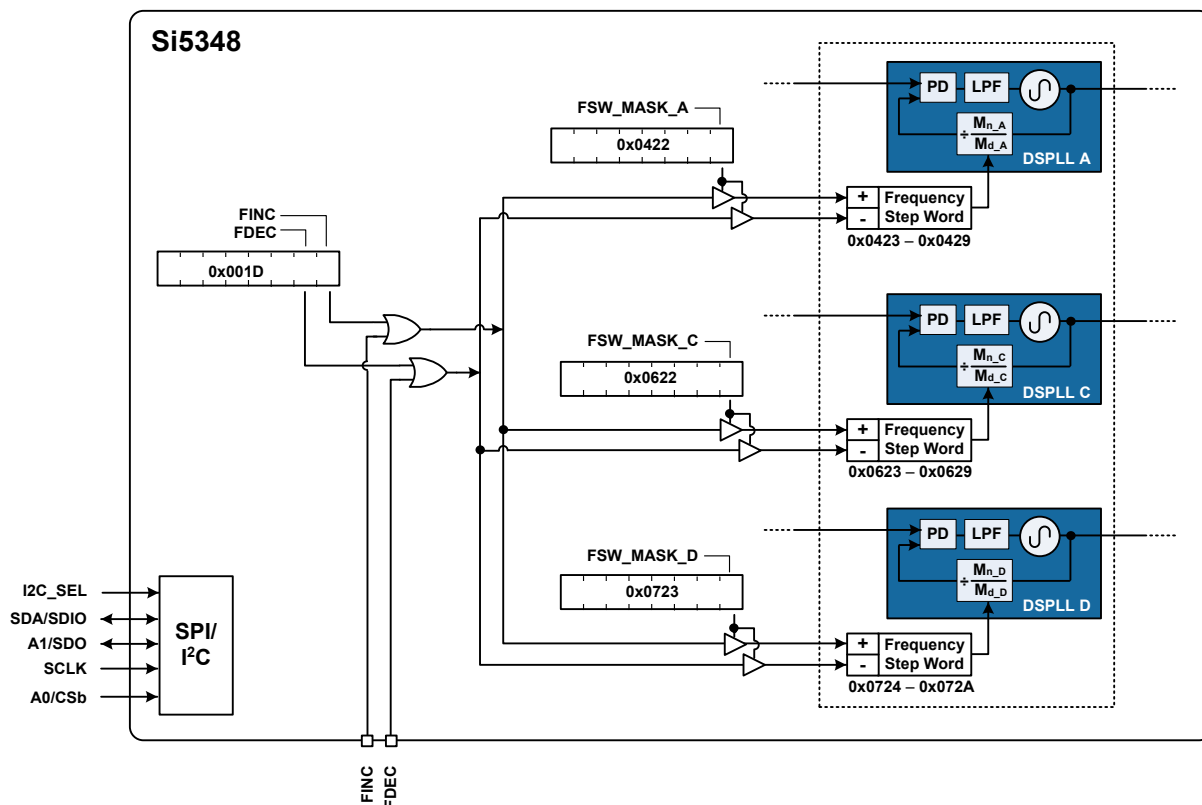 Si5348
FSW_MASK_A
0x0422
FINC
FDEC
0x001D
PD
LPF
÷ Mn_A
Md_A
DSPLL A
+ Frequency
- Step Word
0x0423 – 0x0429
FSW_MASK_C
0x0622
PD
LPF
÷ Mn_C
Md_C
DSPLL C
+ Frequency
- Step Word
0x0623 – 0x0629
FSW_MASK_D
0x0723
PD
LPF
÷ Mn_D
Md_D
DSPLL D
+ Frequency
- Step Word
0x0724 – 0x072A
I2C_SEL
SDA/SDIO
A1/SDO
SCLK
A0/CSb
SPI/
I²C
FINC
FDEC